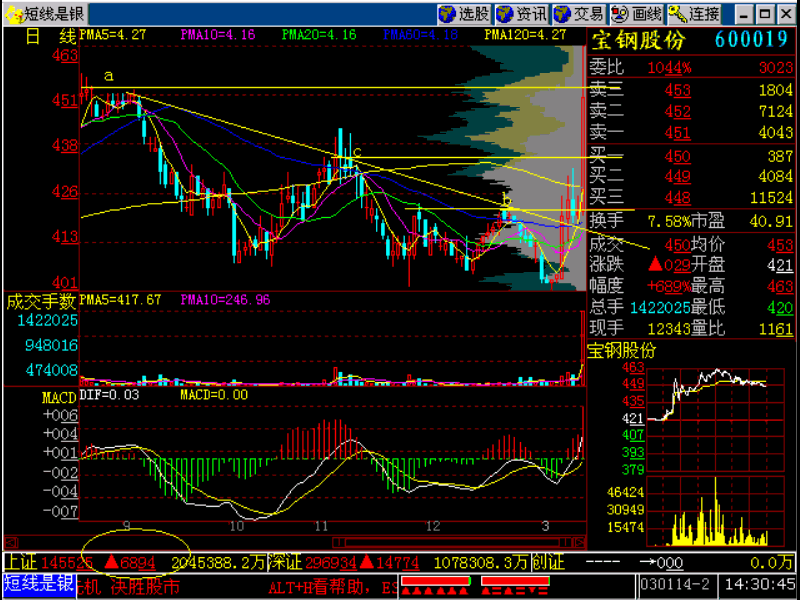 短线是银 选股 资讯 交易 画线 连接
日 线 PMA5=4.27 PMA10=4.16 PMA20=4.16 PMA60=4.18 PMA120=4.27
宝钢股份 600019
463
451
438
426
413
401
a
c
b
委比 1044% 3023
卖三 453 1804
卖二 452 7124
卖一 451 4043
买一 450 387
买二 449 4084
买三 448 11524
换手 7.58% 市盈 40.91
成交 450 均价 453
涨跌 ▲029 开盘 421
幅度 +689% 最高 463
总手 1422025 最低 420
现手 12343 量比 1161
成交手数 PMA5=417.67 PMA10=246.96
1422025
948016
474008
宝钢股份
463
449
435
421
407
393
379
46424
30949
15474
MACD DIF=0.03 MACD=0.00
+006
+004
+001
-002
-004
-007
9 10 11 12 3
上证 145525 ▲6894 2045388.2万 深证 296934 ▲14774 1078308.3万 创证 ---- →000 0.0万
短线是银 先机 决胜股市 ALT+H看帮助, ES 030114-2 14:30:45